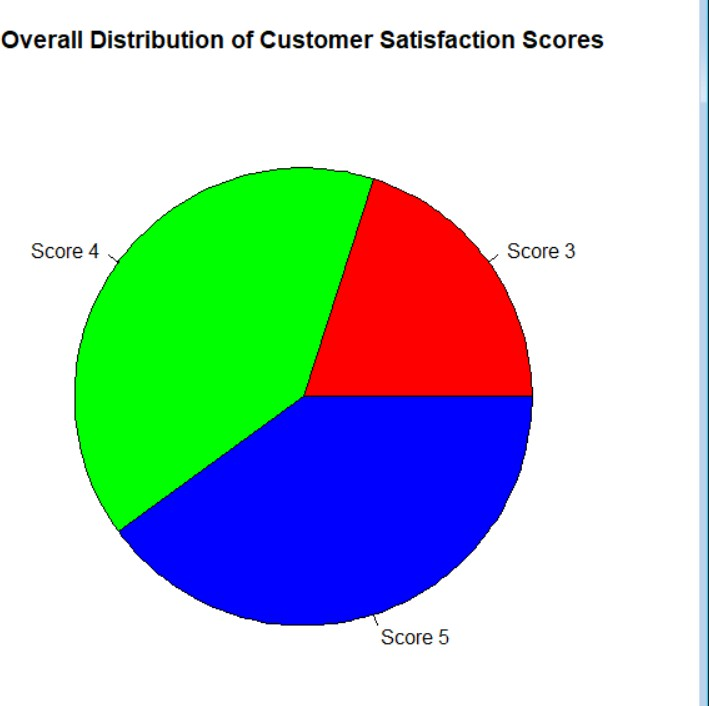 Overall Distribution of Customer Satisfaction Scores
Score 4
Score 3
Score 5